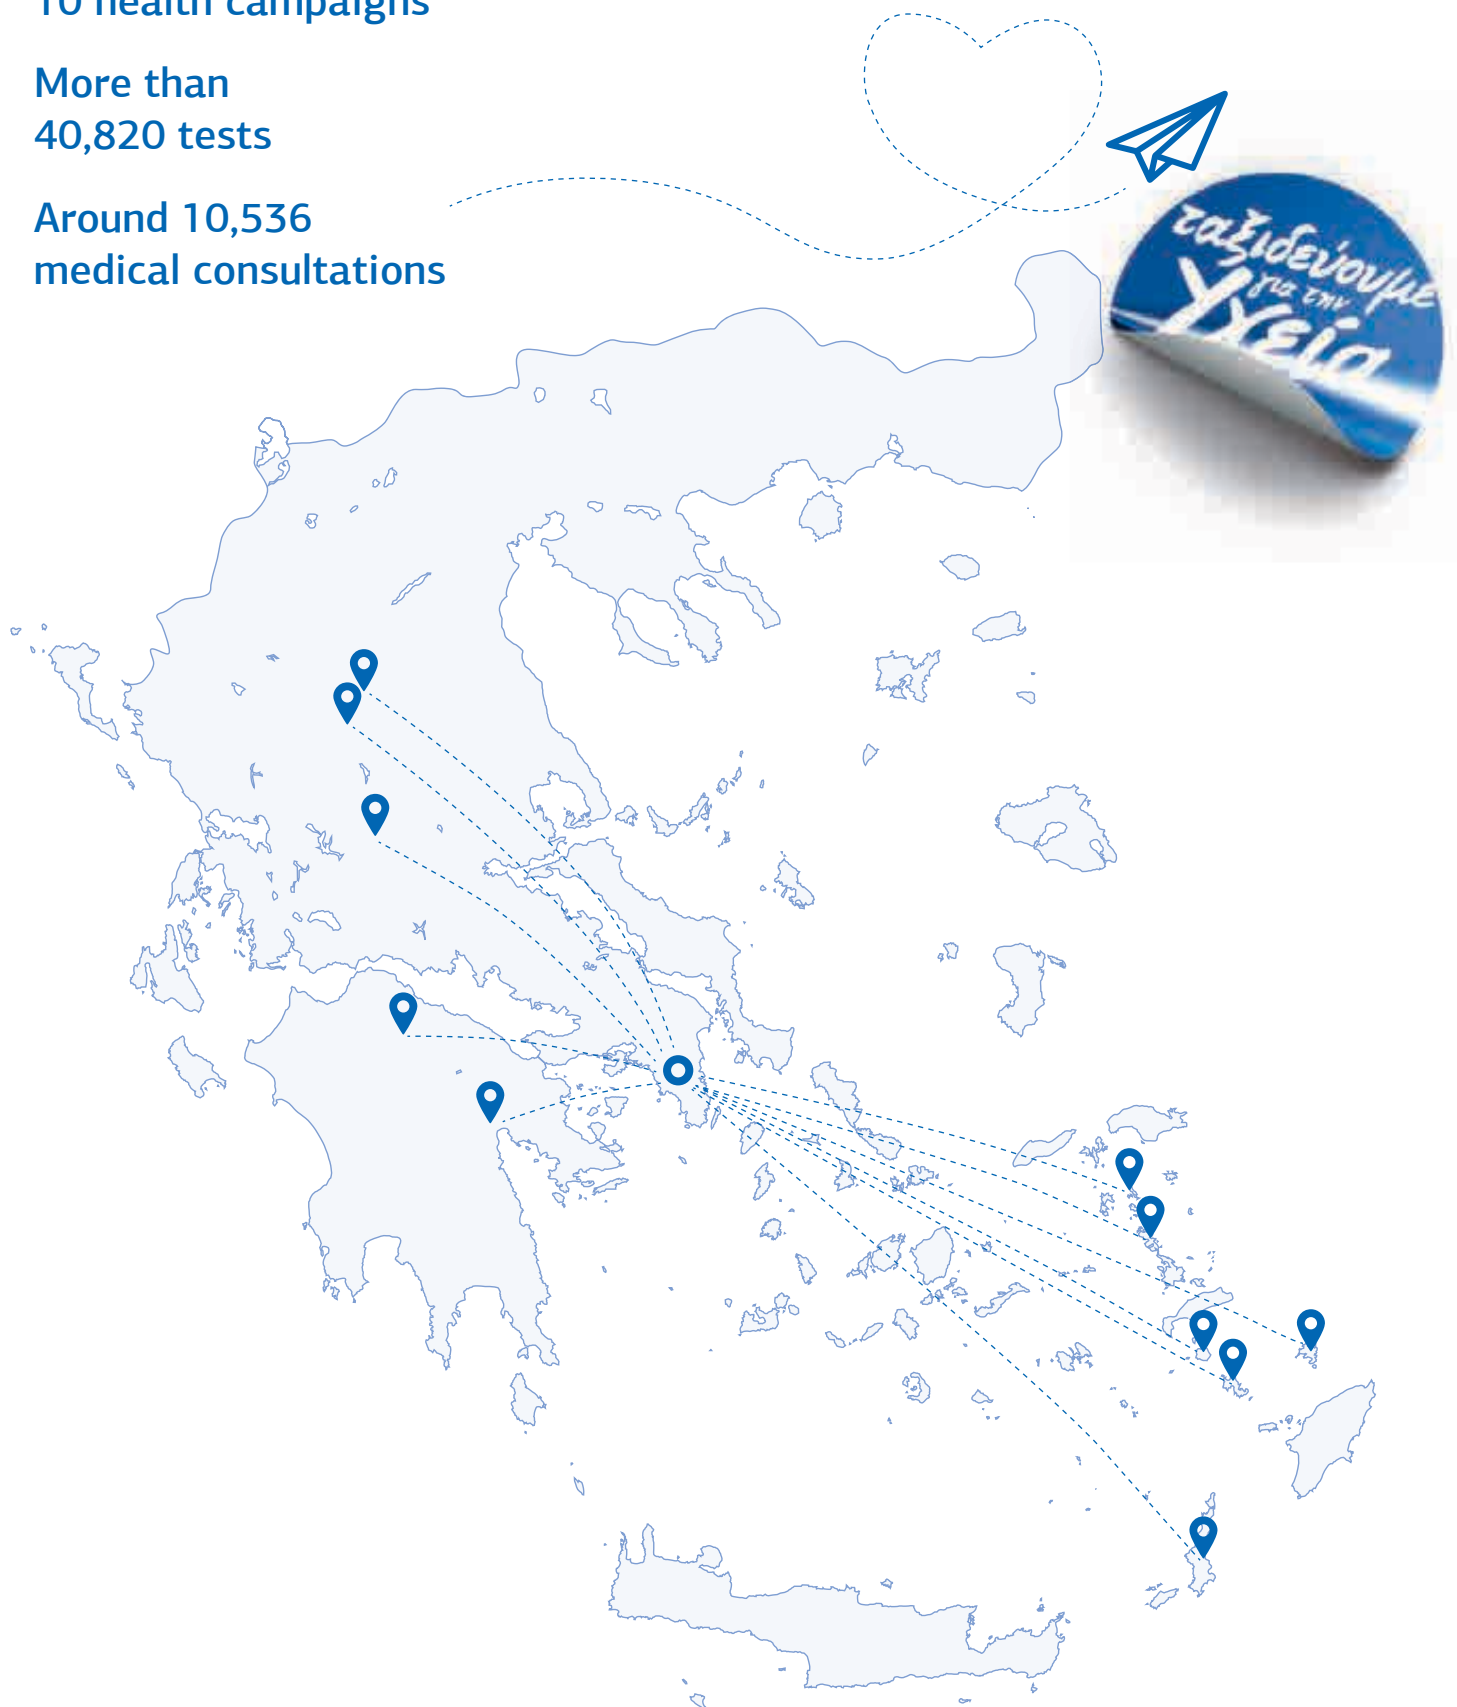 10 health campaigns
More than
40,820 tests
Around 10,536
medical consultations
ταξιδεύουμε
για την
Υγεία